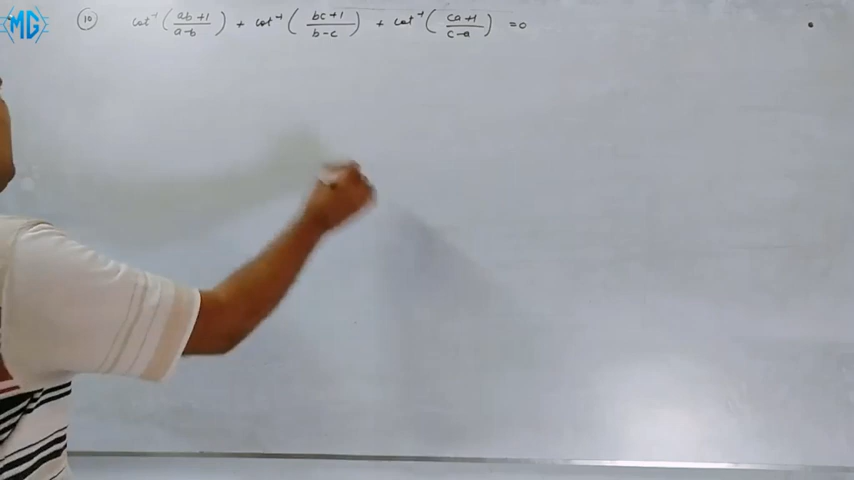 MG
(10) cot⁻¹ (ab+1 / a-b) + cot⁻¹ (bc+1 / b-c) + cot⁻¹ (ca+1 / c-a) = 0